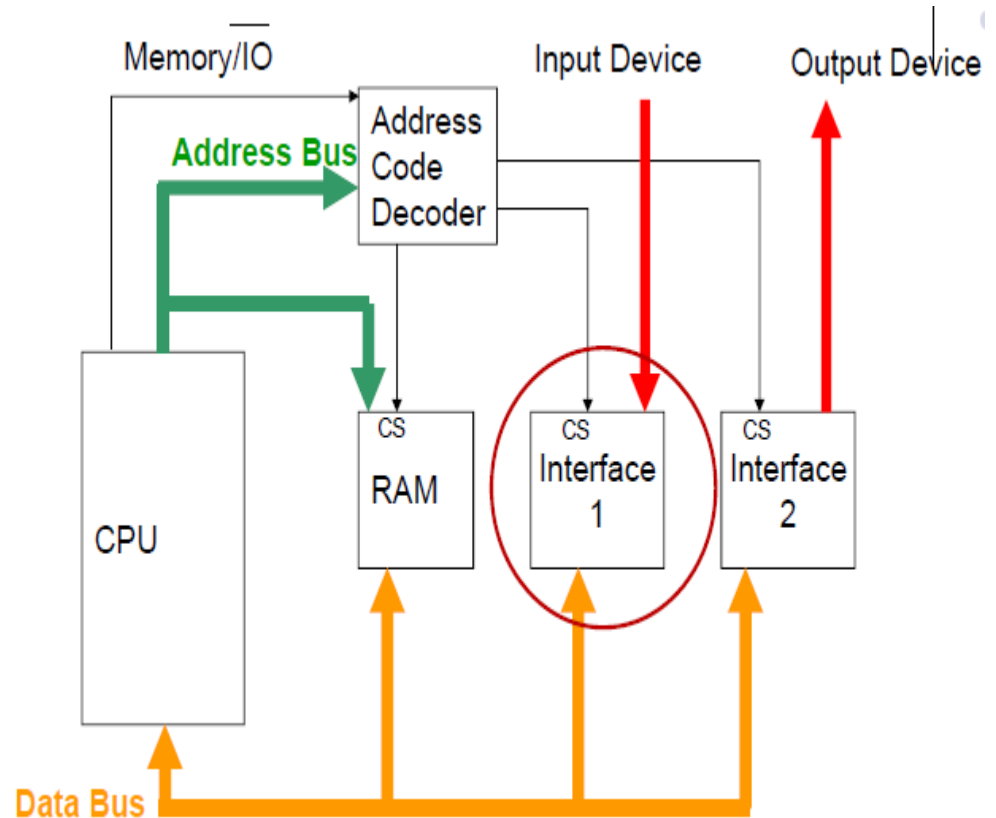 Memory/IO
Input Device
Output Device
Address Bus
Address
Code
Decoder
CS
RAM
CS
Interface
1
CS
Interface
2
CPU
Data Bus